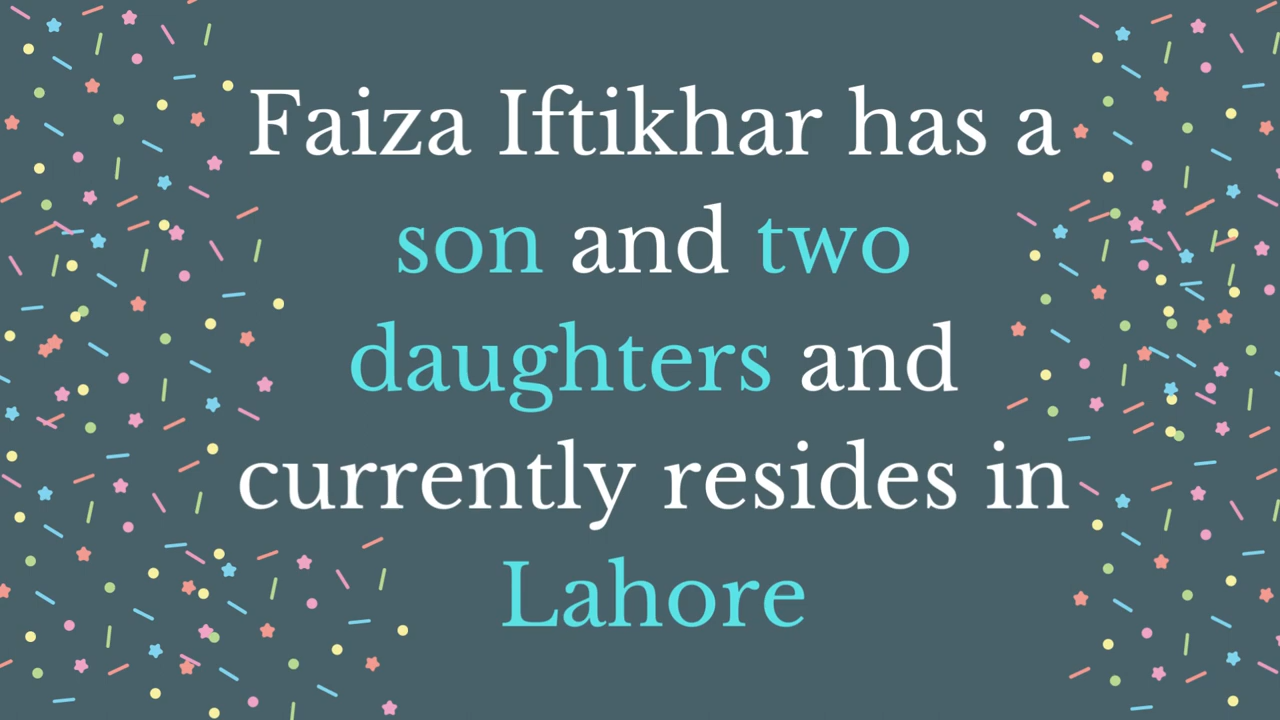 Faiza Iftikhar has a
son and two
daughters and
currently resides in
Lahore